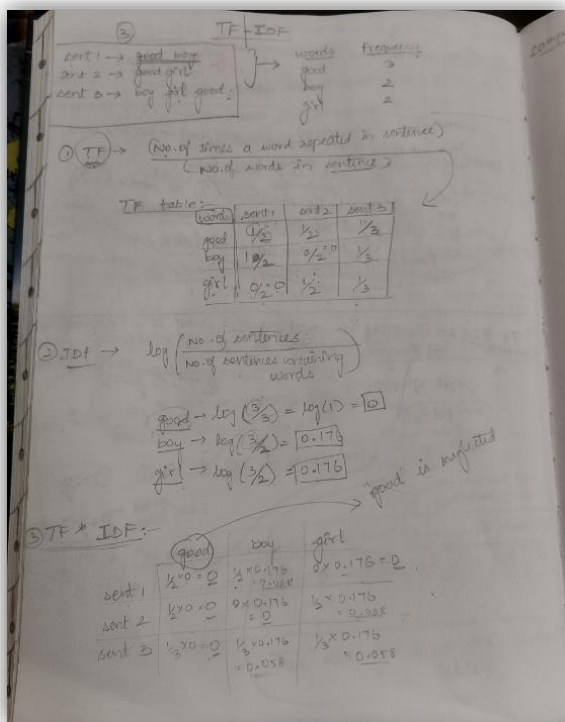 ③ TF-IDF
sent 1 → good boy words Frequency
sent 2 → good girl good 3
sent 3 → boy girl good. boy 2
girl 2
① TF → (No. of times a word repeated in sentence)
(No. of words in sentence)
TF table:-
words sent 1 sent 2 sent 3
good 1/2 1/2 1/3
boy 1/2 0/2 = 0 1/3
girl 0/2 = 0 1/2 1/3
② IDF → log (No. of sentences
No. of sentences containing
words)
good → log (3/3) = log(1) = 0
boy → log (3/2) = 0.176
girl → log (3/2) = 0.176
"good" is neglected
③ TF * IDF:-
good boy girl
sent 1 1/2 × 0 = 0 1/2 × 0.176 = 0.088 0 × 0.176 = 0
sent 2 1/2 × 0 = 0 0 × 0.176 = 0 1/2 × 0.176 = 0.088
sent 3 1/3 × 0 = 0 1/3 × 0.176 = 0.058 1/3 × 0.176 = 0.058